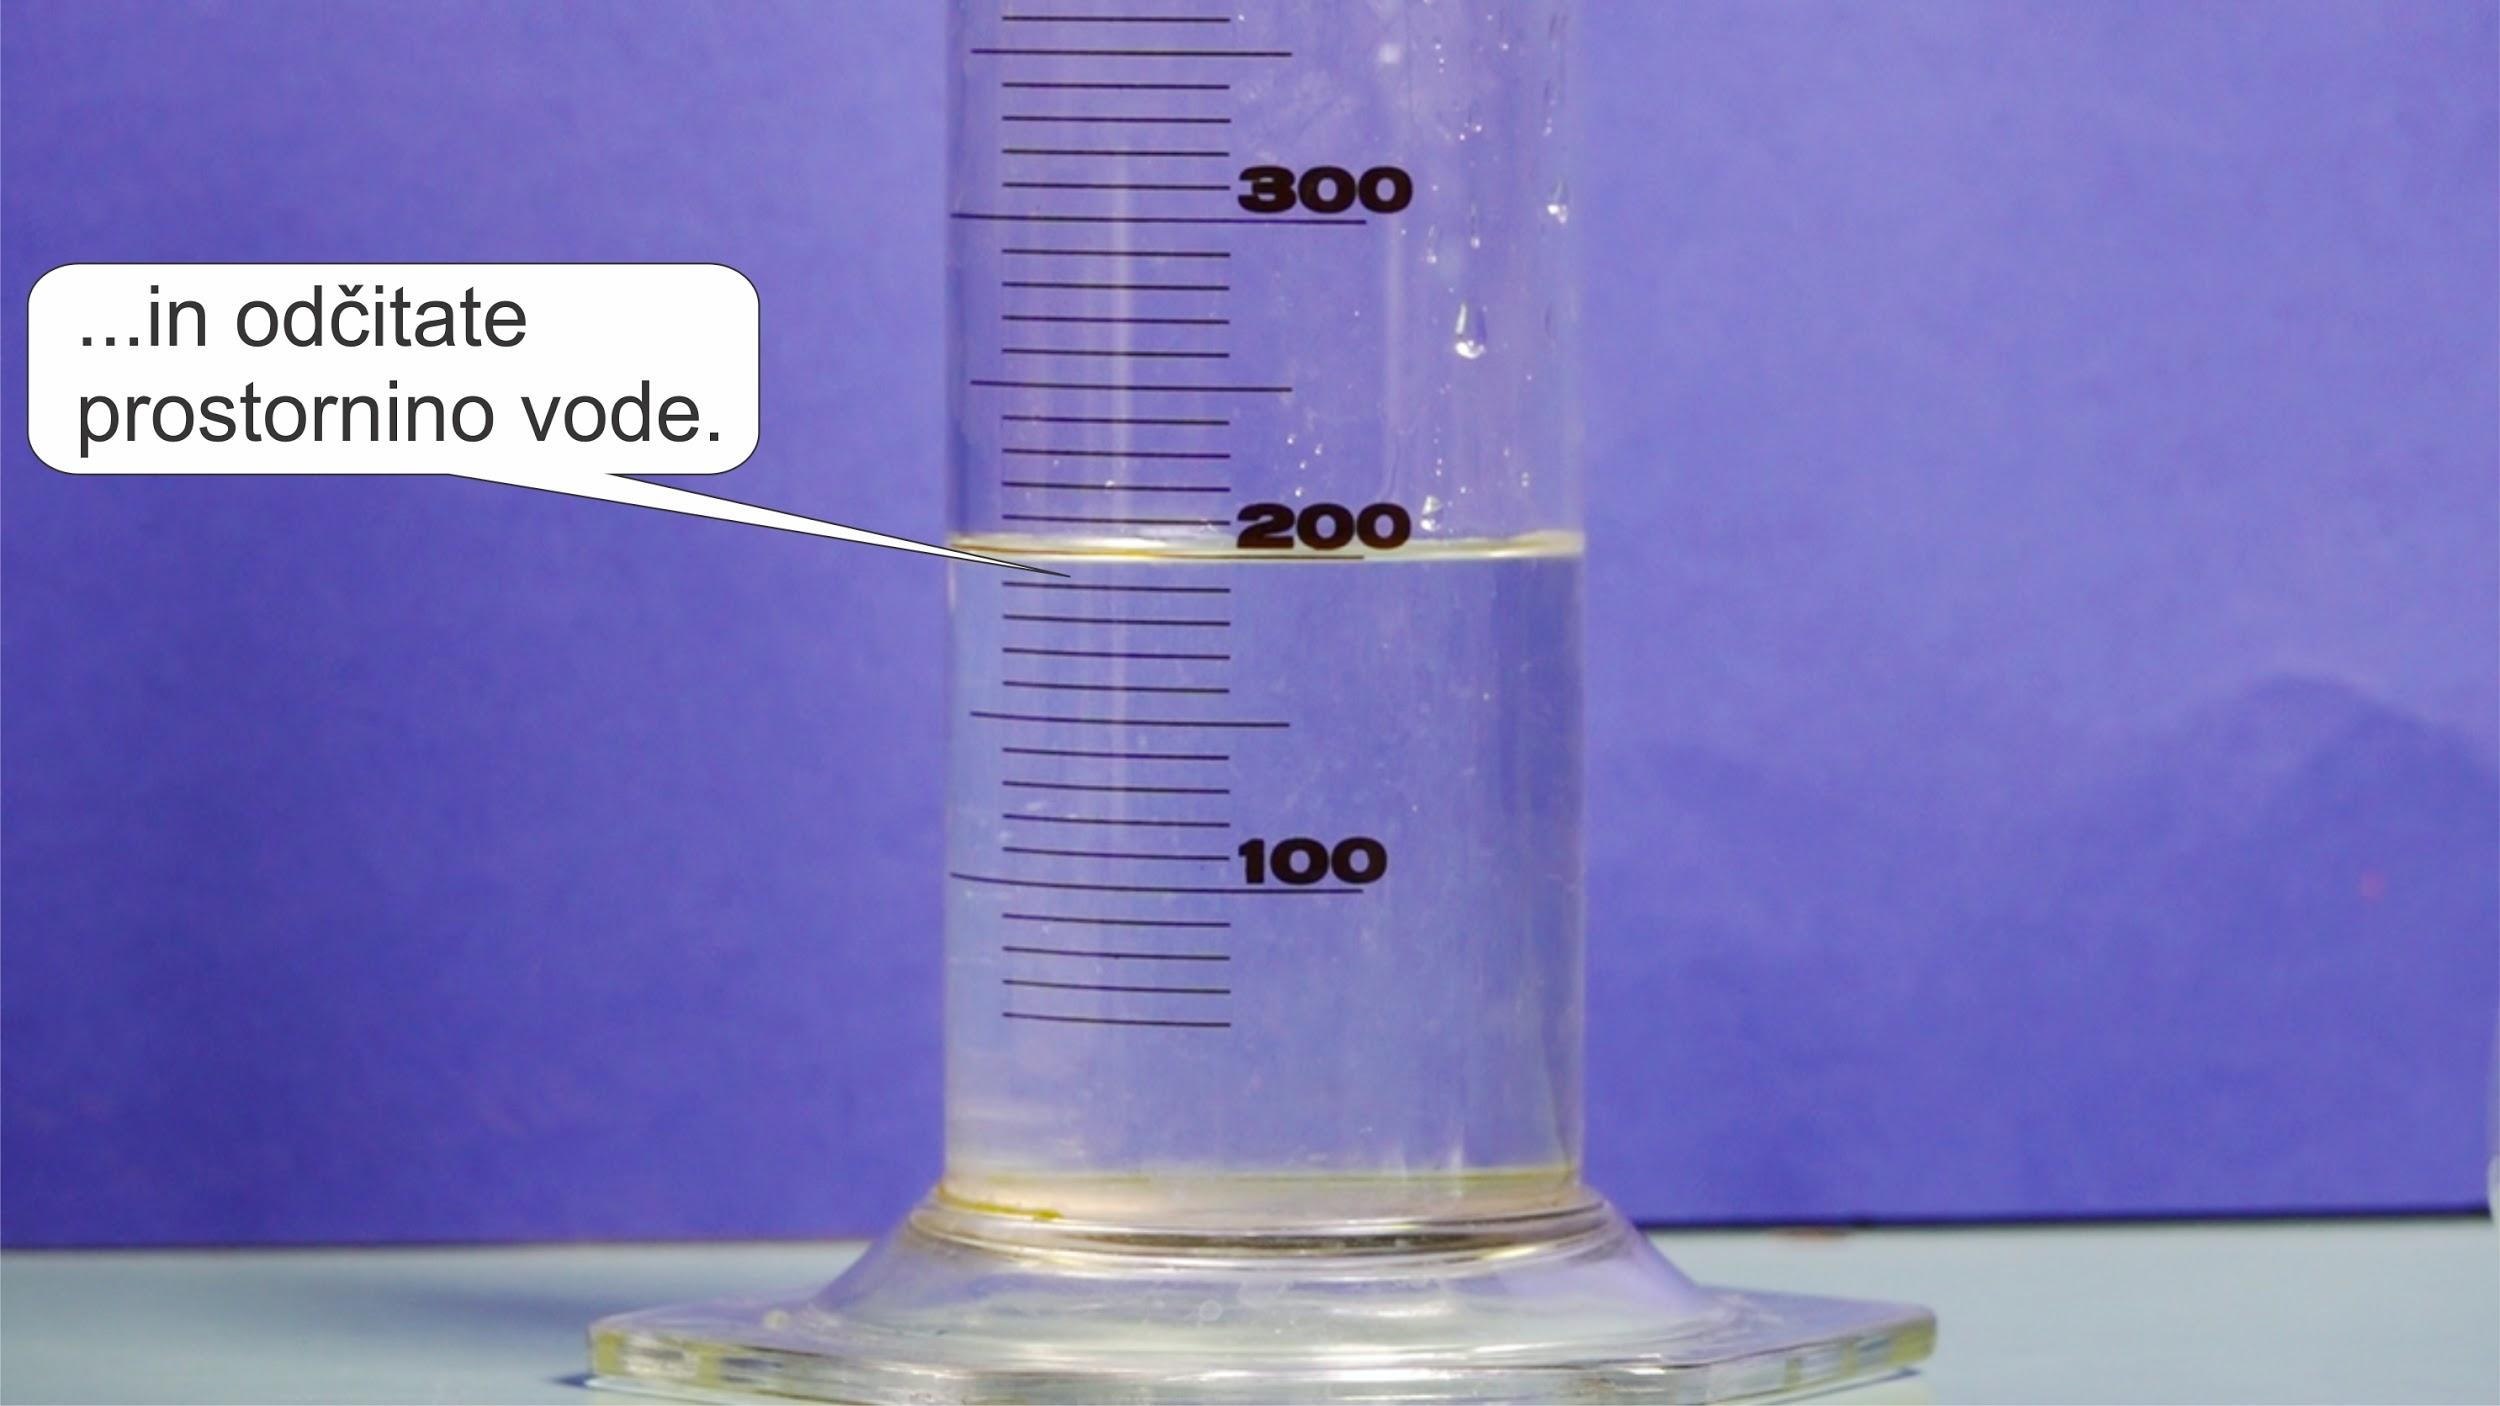 300
...in odčitate
prostornino vode.
200
100